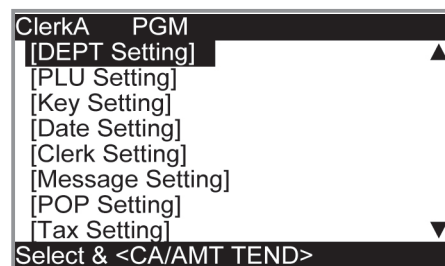 ClerkA PGM
[DEPT Setting]
[PLU Setting]
[Key Setting]
[Date Setting]
[Clerk Setting]
[Message Setting]
[POP Setting]
[Tax Setting]
Select & <CA/AMT TEND>